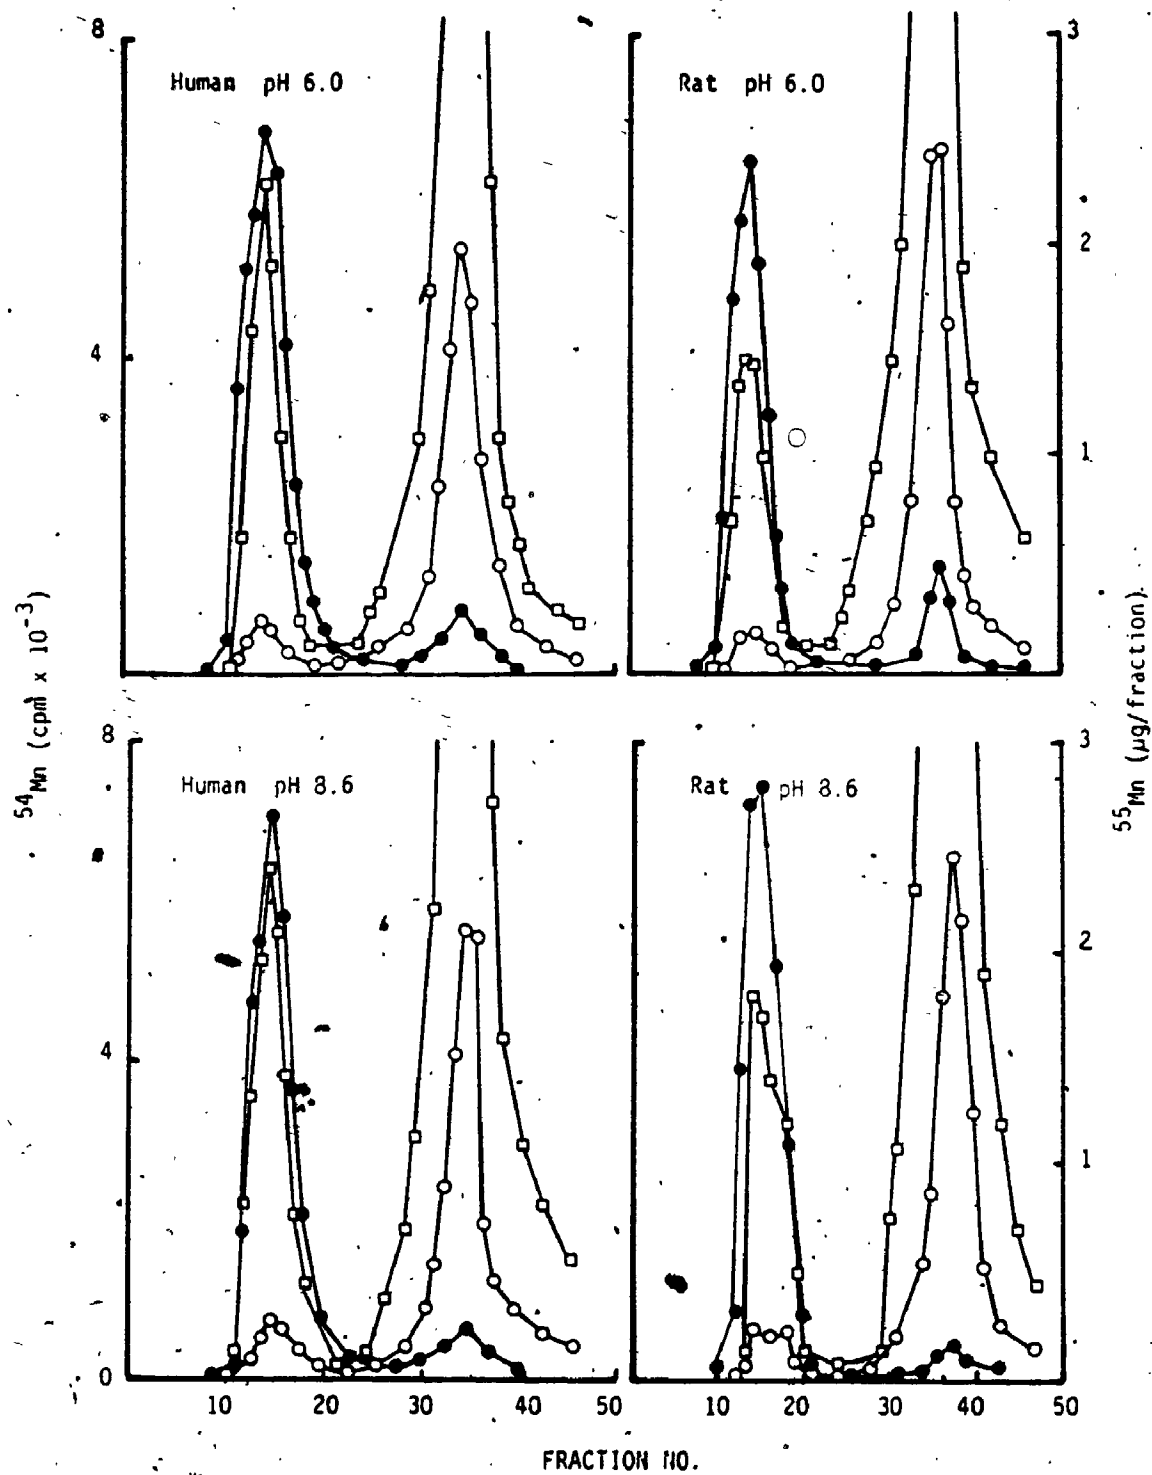 8
3
Human pH 6.0
Rat pH 6.0
2
4
1
⁵⁴Mn (cpm x 10⁻³)
⁵⁵Mn (µg/fraction).
8
3
Human pH 8.6
Rat pH 8.6
2
4
1
0
10 20 30 40 50
10 20 30 40 50
FRACTION NO.